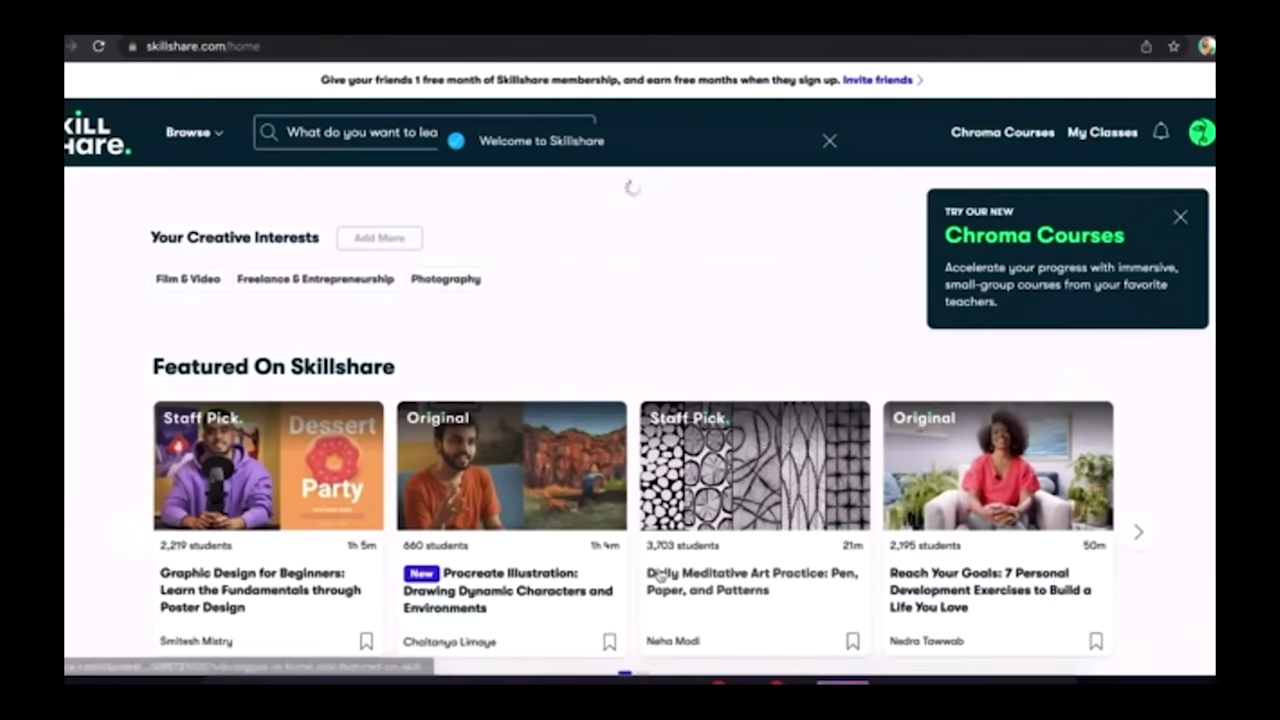 skillshare.com/home
Give your friends 1 free month of Skillshare membership, and earn free months when they sign up. Invite friends
KILL
Hare.
Browse
What do you want to lea
Welcome to Skillshare
Chroma Courses
My Classes
TRY OUR NEW
Chroma Courses
Accelerate your progress with immersive,
small-group courses from your favorite
teachers.
Your Creative Interests
Add More
Film & Video
Freelance & Entrepreneurship
Photography
Featured On Skillshare
Staff Pick.
Dessert
Party
2,219 students
1h 5m
Graphic Design for Beginners:
Learn the Fundamentals through
Poster Design
Smitesh Mistry
Original
660 students
1h 4m
New Procreate Illustration:
Drawing Dynamic Characters and
Environments
Chaitanya Limaye
Staff Pick.
3,703 students
21m
Daily Meditative Art Practice: Pen,
Paper, and Patterns
Neha Modi
Original
2,195 students
50m
Reach Your Goals: 7 Personal
Development Exercises to Build a
Life You Love
Nedra Tawwab